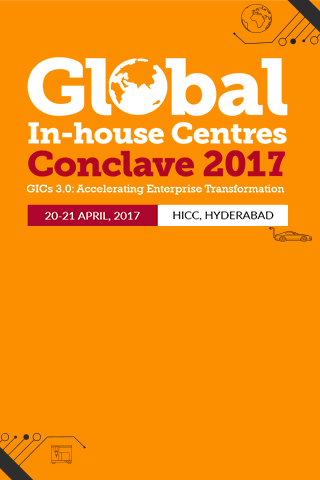 Global
In-house Centres
Conclave 2017
GICs 3.0: Accelerating Enterprise Transformation
20-21 APRIL, 2017 HICC, HYDERABAD